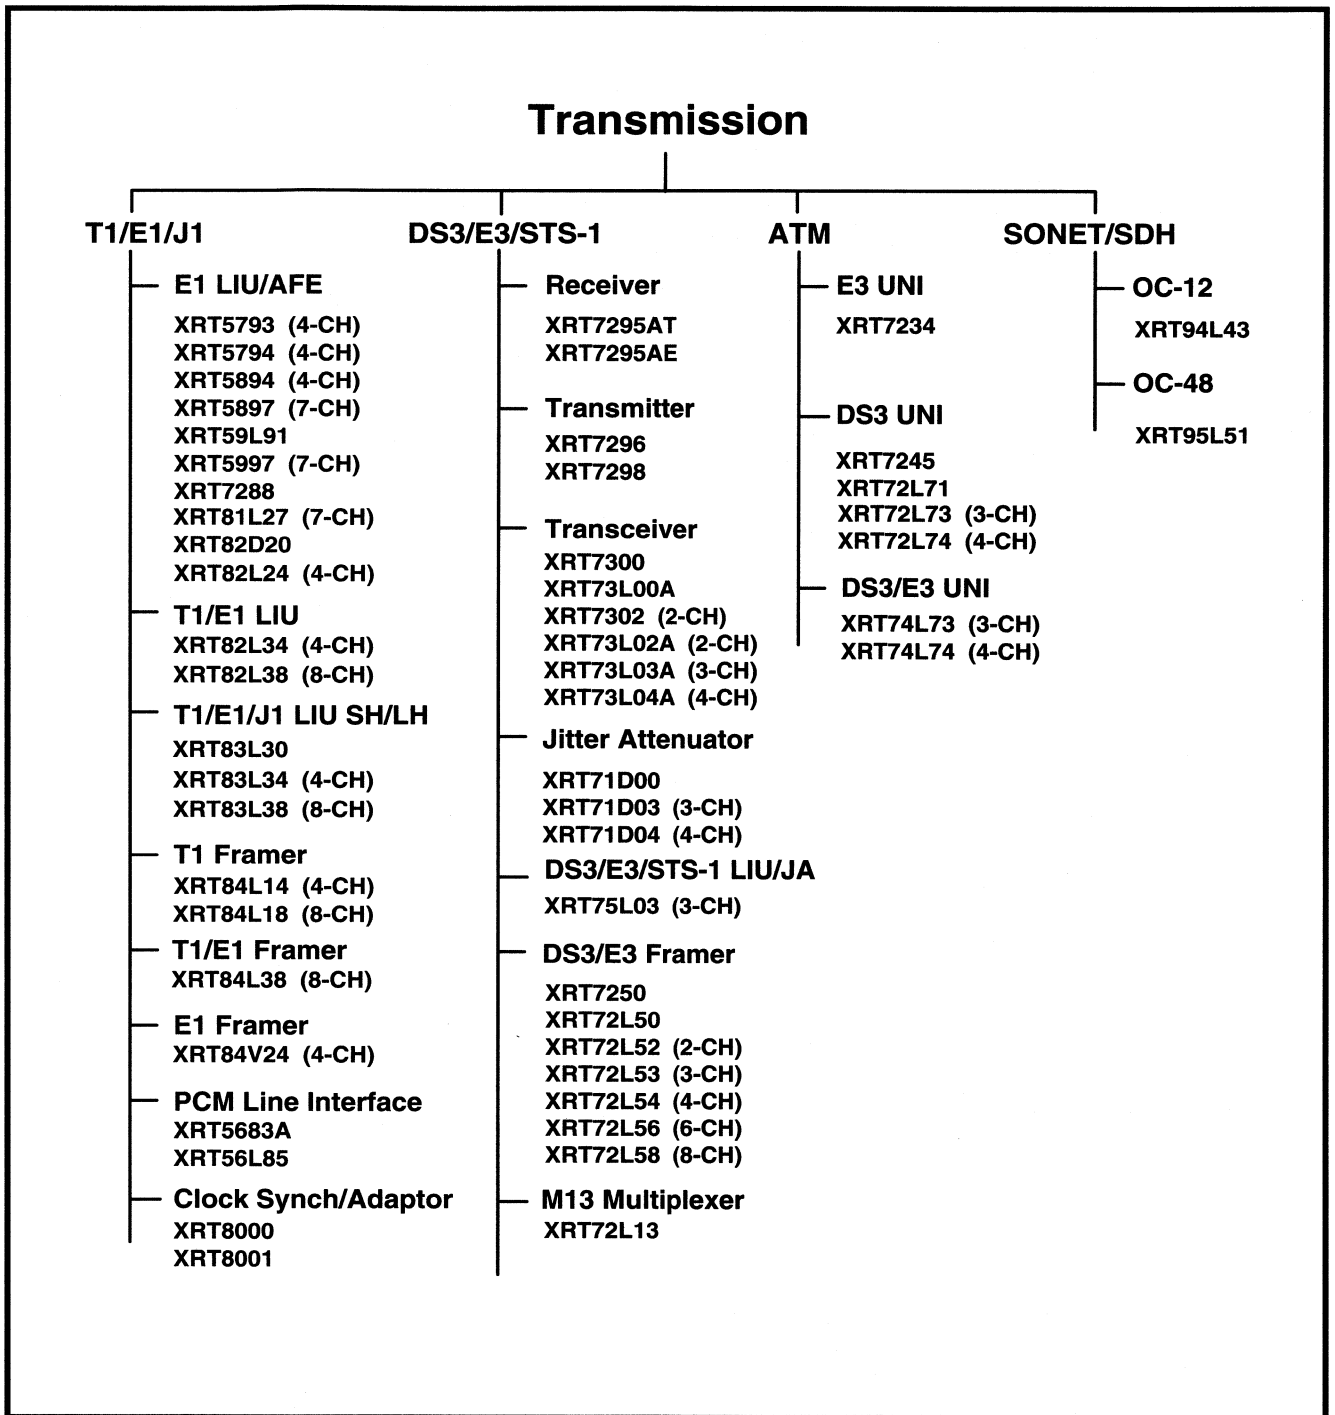 Transmission
T1/E1/J1
E1 LIU/AFE
XRT5793 (4-CH)
XRT5794 (4-CH)
XRT5894 (4-CH)
XRT5897 (7-CH)
XRT59L91
XRT5997 (7-CH)
XRT7288
XRT81L27 (7-CH)
XRT82D20
XRT82L24 (4-CH)
T1/E1 LIU
XRT82L34 (4-CH)
XRT82L38 (8-CH)
T1/E1/J1 LIU SH/LH
XRT83L30
XRT83L34 (4-CH)
XRT83L38 (8-CH)
T1 Framer
XRT84L14 (4-CH)
XRT84L18 (8-CH)
T1/E1 Framer
XRT84L38 (8-CH)
E1 Framer
XRT84V24 (4-CH)
PCM Line Interface
XRT5683A
XRT56L85
Clock Synch/Adaptor
XRT8000
XRT8001
DS3/E3/STS-1
Receiver
XRT7295AT
XRT7295AE
Transmitter
XRT7296
XRT7298
Transceiver
XRT7300
XRT73L00A
XRT7302 (2-CH)
XRT73L02A (2-CH)
XRT73L03A (3-CH)
XRT73L04A (4-CH)
Jitter Attenuator
XRT71D00
XRT71D03 (3-CH)
XRT71D04 (4-CH)
DS3/E3/STS-1 LIU/JA
XRT75L03 (3-CH)
DS3/E3 Framer
XRT7250
XRT72L50
XRT72L52 (2-CH)
XRT72L53 (3-CH)
XRT72L54 (4-CH)
XRT72L56 (6-CH)
XRT72L58 (8-CH)
M13 Multiplexer
XRT72L13
ATM
E3 UNI
XRT7234
DS3 UNI
XRT7245
XRT72L71
XRT72L73 (3-CH)
XRT72L74 (4-CH)
DS3/E3 UNI
XRT74L73 (3-CH)
XRT74L74 (4-CH)
SONET/SDH
OC-12
XRT94L43
OC-48
XRT95L51